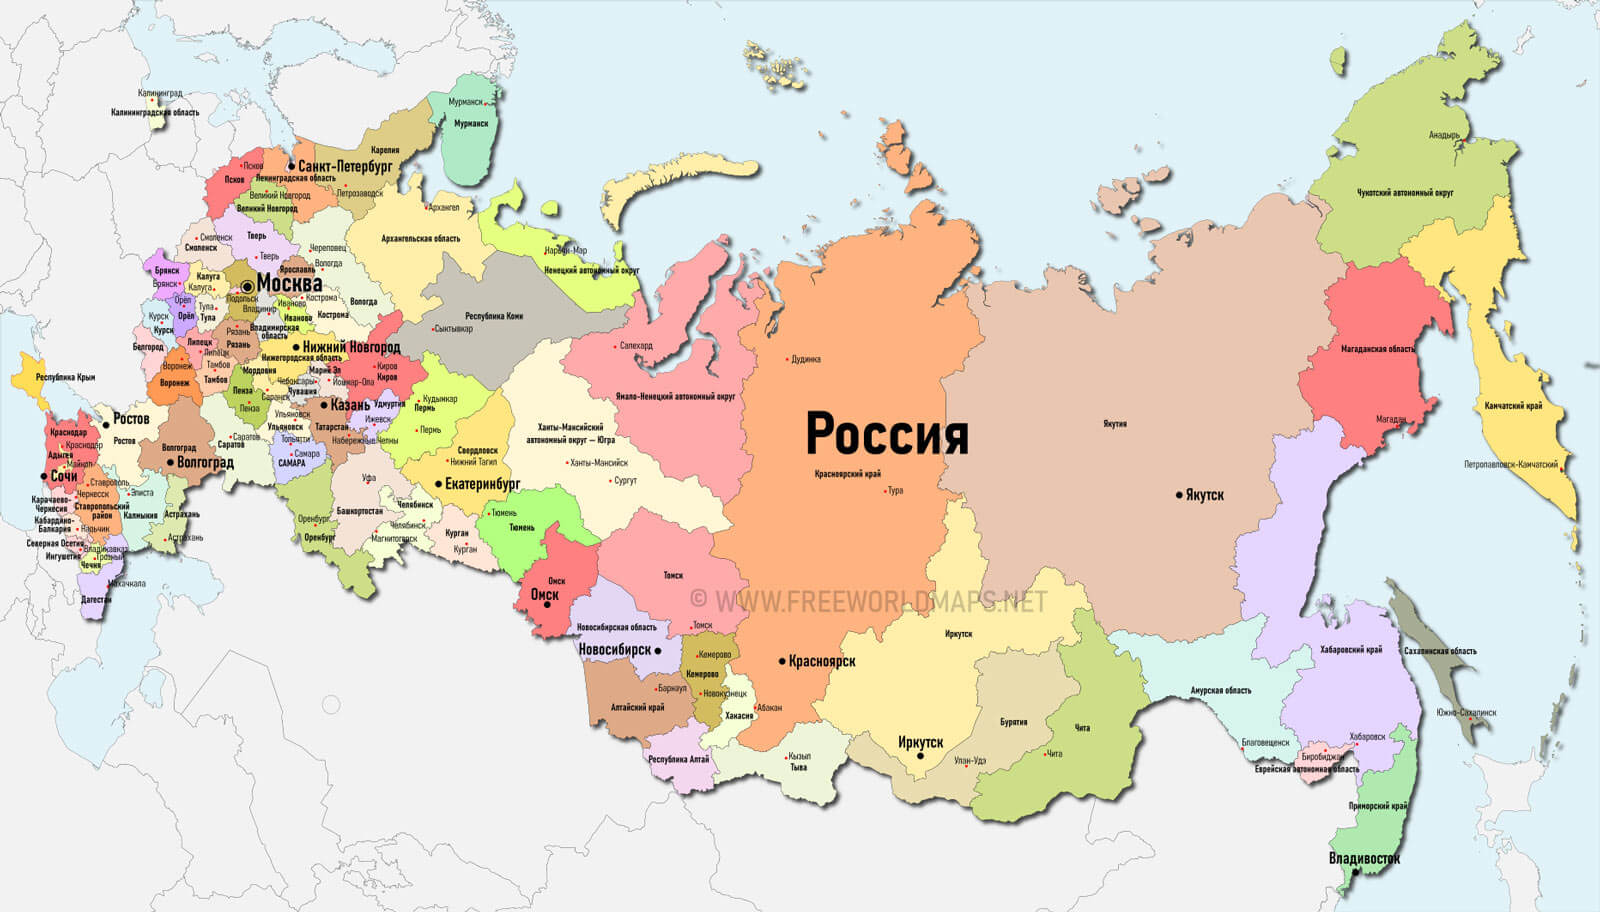 Калининград
Калининградская область
Мурманск
Мурманск
Карелия
Псков
Псков
Санкт-Петербург
Ленинградская область
Великий Новгород
Великий Новгород
Петрозаводск
Архангел
Архангельская область
Нарьян-Мар
Ненецкий автономный округ
Смоленск
Смоленск
Тверь
Тверь
Череповец
Вологда
Вологда
Ярославль
Брянск
Брянск
Калуга
Калуга
Москва
Подольск
Орёл
Орёл
Тула
Тула
Владимир
Владимирская
область
Иваново
Иваново
Кострома
Кострома
Республика Коми
Сыктывкар
Курск
Курск
Белгород
Липецк
Липецк
Рязань
Рязань
Нижний Новгород
Нижегородская область
Воронеж
Воронеж
Тамбов
Тамбов
Мордовия
Марий Эл
Йошкар-Ола
Чебоксары
Чувашия
Киров
Киров
Республика Крым
Пенза
Пенза
Саранск
Ульяновск
Ульяновск
Казань
Татарстан
Набережные Челны
Удмуртия
Ижевск
Кудымкар
Пермь
Пермь
Салехард
Ямало-Ненецкий автономный округ
Ханты-Мансийский
автономный округ — Югра
Ханты-Мансийск
Сургут
Ростов
Ростов
Краснодар
Краснодар
Адыгея
Майкоп
Сочи
Волгоград
Волгоград
Саратов
Саратов
Тольятти
Самара
САМАРА
Свердловск
Нижний Тагил
Екатеринбург
Ставрополь
Черкесск
Ставропольский
район
Карачаево-
Черкесия
Кабардино-
Балкария
Нальчик
Северная Осетия
Ингушетия
Владикавказ
Грозный
Чечня
Махачкала
Дагестан
Элиста
Калмыкия
Астрахань
Астрахань
Уфа
Башкортостан
Оренбург
Оренбург
Челябинск
Челябинск
Магнитогорск
Курган
Курган
Тюмень
Тюмень
Омск
Омск
Томск
Томск
Новосибирская область
Новосибирск
Кемерово
Кемерово
Новокузнецк
Барнаул
Алтайский край
Хакасия
Абакан
Республика Алтай
Кызыл
Тыва
Дудинка
Россия
Красноярский край
Тура
Красноярск
© WWW.FREEWORLDMAPS.NET
Иркутск
Иркутск
Бурятия
Улан-Удэ
Чита
Чита
Якутия
Якутск
Анадырь
Чукотский автономный округ
Магаданская область
Магадан
Камчатский край
Петропавловск-Камчатский
Амурская область
Благовещенск
Хабаровский край
Хабаровск
Биробиджан
Еврейская автономная область
Сахалинская область
Южно-Сахалинск
Приморский край
Владивосток